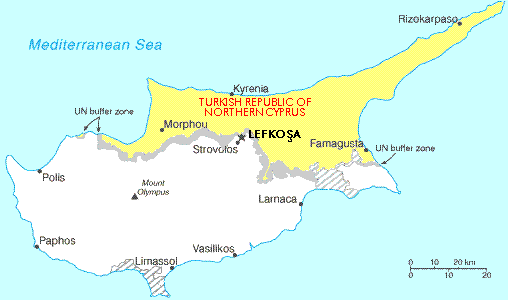 Rizokarpaso
Mediterranean Sea
Kyrenia
TURKISH REPUBLIC OF
NORTHERN CYPRUS
UN buffer zone
Morphou
LEFKOŞA
Strovolos
Famagusta
UN buffer zone
Polis
Mount
Olympus
Larnaca
Paphos
Vasilikos
Limassol
0 10 20 km
0 10 20